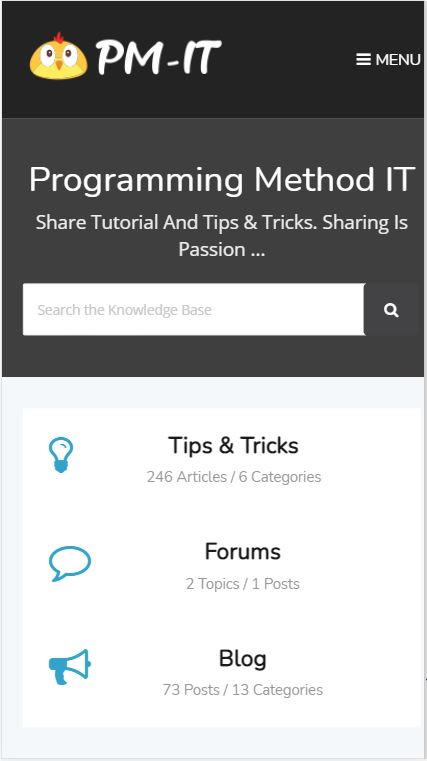 PM-IT
MENU
Programming Method IT
Share Tutorial And Tips & Tricks. Sharing Is
Passion ...
Search the Knowledge Base
Tips & Tricks
246 Articles / 6 Categories
Forums
2 Topics / 1 Posts
Blog
73 Posts / 13 Categories